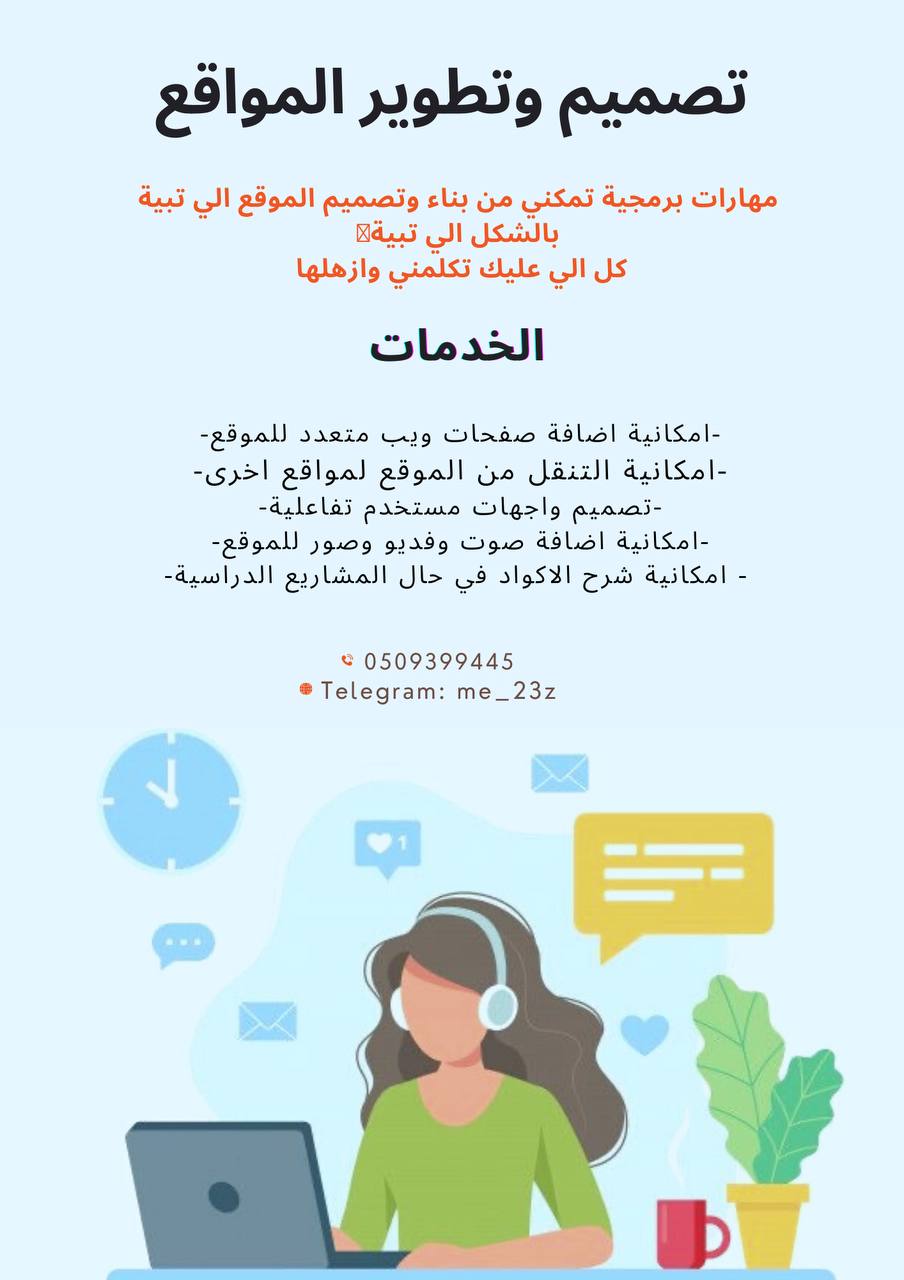 تصميم وتطوير المواقع
مهارات برمجية تمكني من بناء وتصميم الموقع الي تبية
بالشكل الي تبية
كل الي عليك تكلمني وازهلها
الخدمات
-امكانية اضافة صفحات ويب متعدد للموقع-
-امكانية التنقل من الموقع لمواقع اخرى-
-تصميم واجهات مستخدم تفاعلية-
-امكانية اضافة صوت وفديو وصور للموقع-
- امكانية شرح الاكواد في حال المشاريع الدراسية-
0509399445
Telegram: me_23z
1